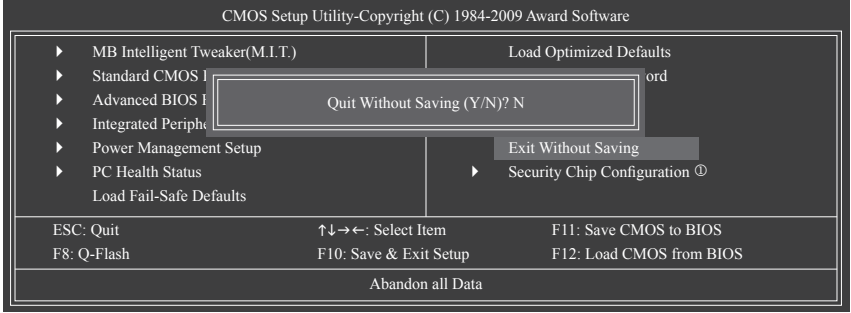 CMOS Setup Utility-Copyright (C) 1984-2009 Award Software
MB Intelligent Tweaker(M.I.T.)
Load Optimized Defaults
Standard CMOS
Advanced BIOS
Quit Without Saving (Y/N)? N
Integrated
Power Management Setup
Exit Without Saving
PC Health Status
Security Chip Configuration ①
Load Fail-Safe Defaults
ESC: Quit
↑↓→←: Select Item
F11: Save CMOS to BIOS
F8: Q-Flash
F10: Save & Exit Setup
F12: Load CMOS from BIOS
Abandon all Data